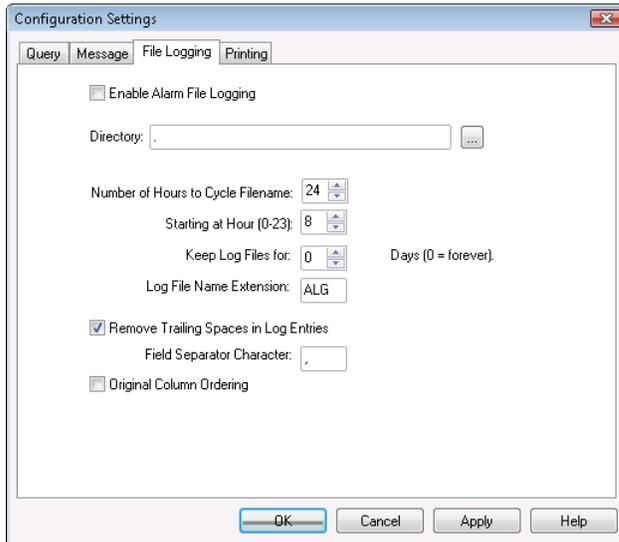 Configuration Settings
Query Message File Logging Printing
Enable Alarm File Logging
Directory: . ...
Number of Hours to Cycle Filename: 24
Starting at Hour (0-23): 8
Keep Log Files for: 0 Days (0 = forever).
Log File Name Extension: ALG
Remove Trailing Spaces in Log Entries
Field Separator Character: ,
Original Column Ordering
OK Cancel Apply Help